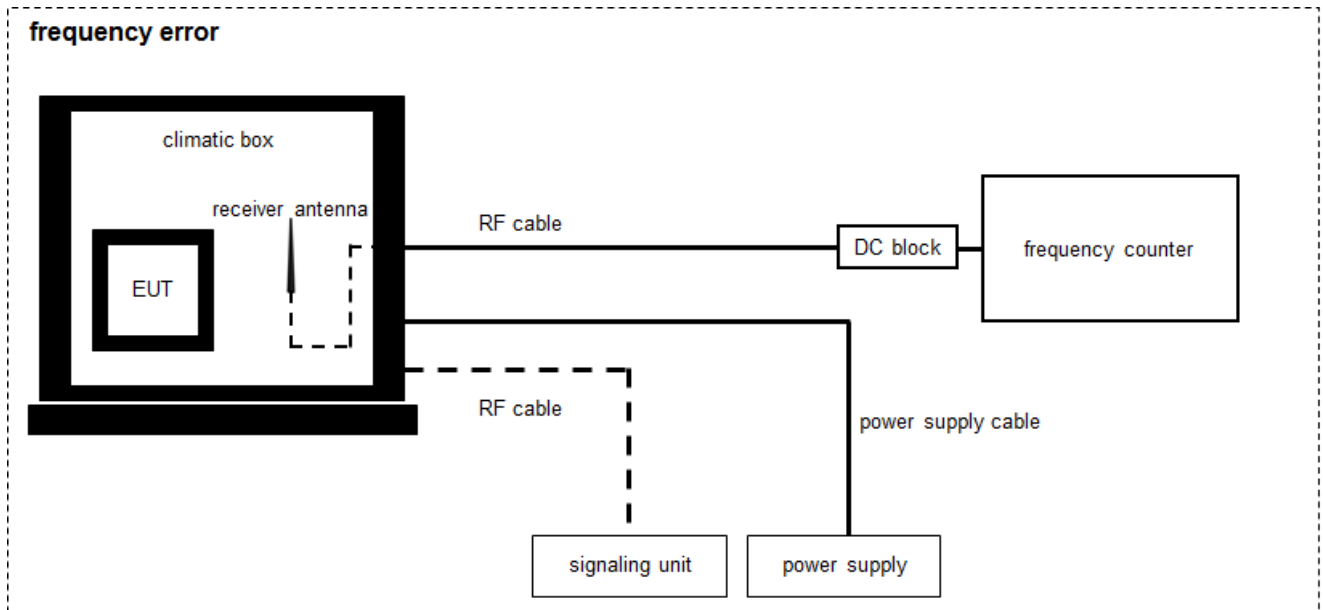 frequency error
climatic box
receiver antenna
EUT
RF cable
DC block
frequency counter
RF cable
power supply cable
signaling unit
power supply